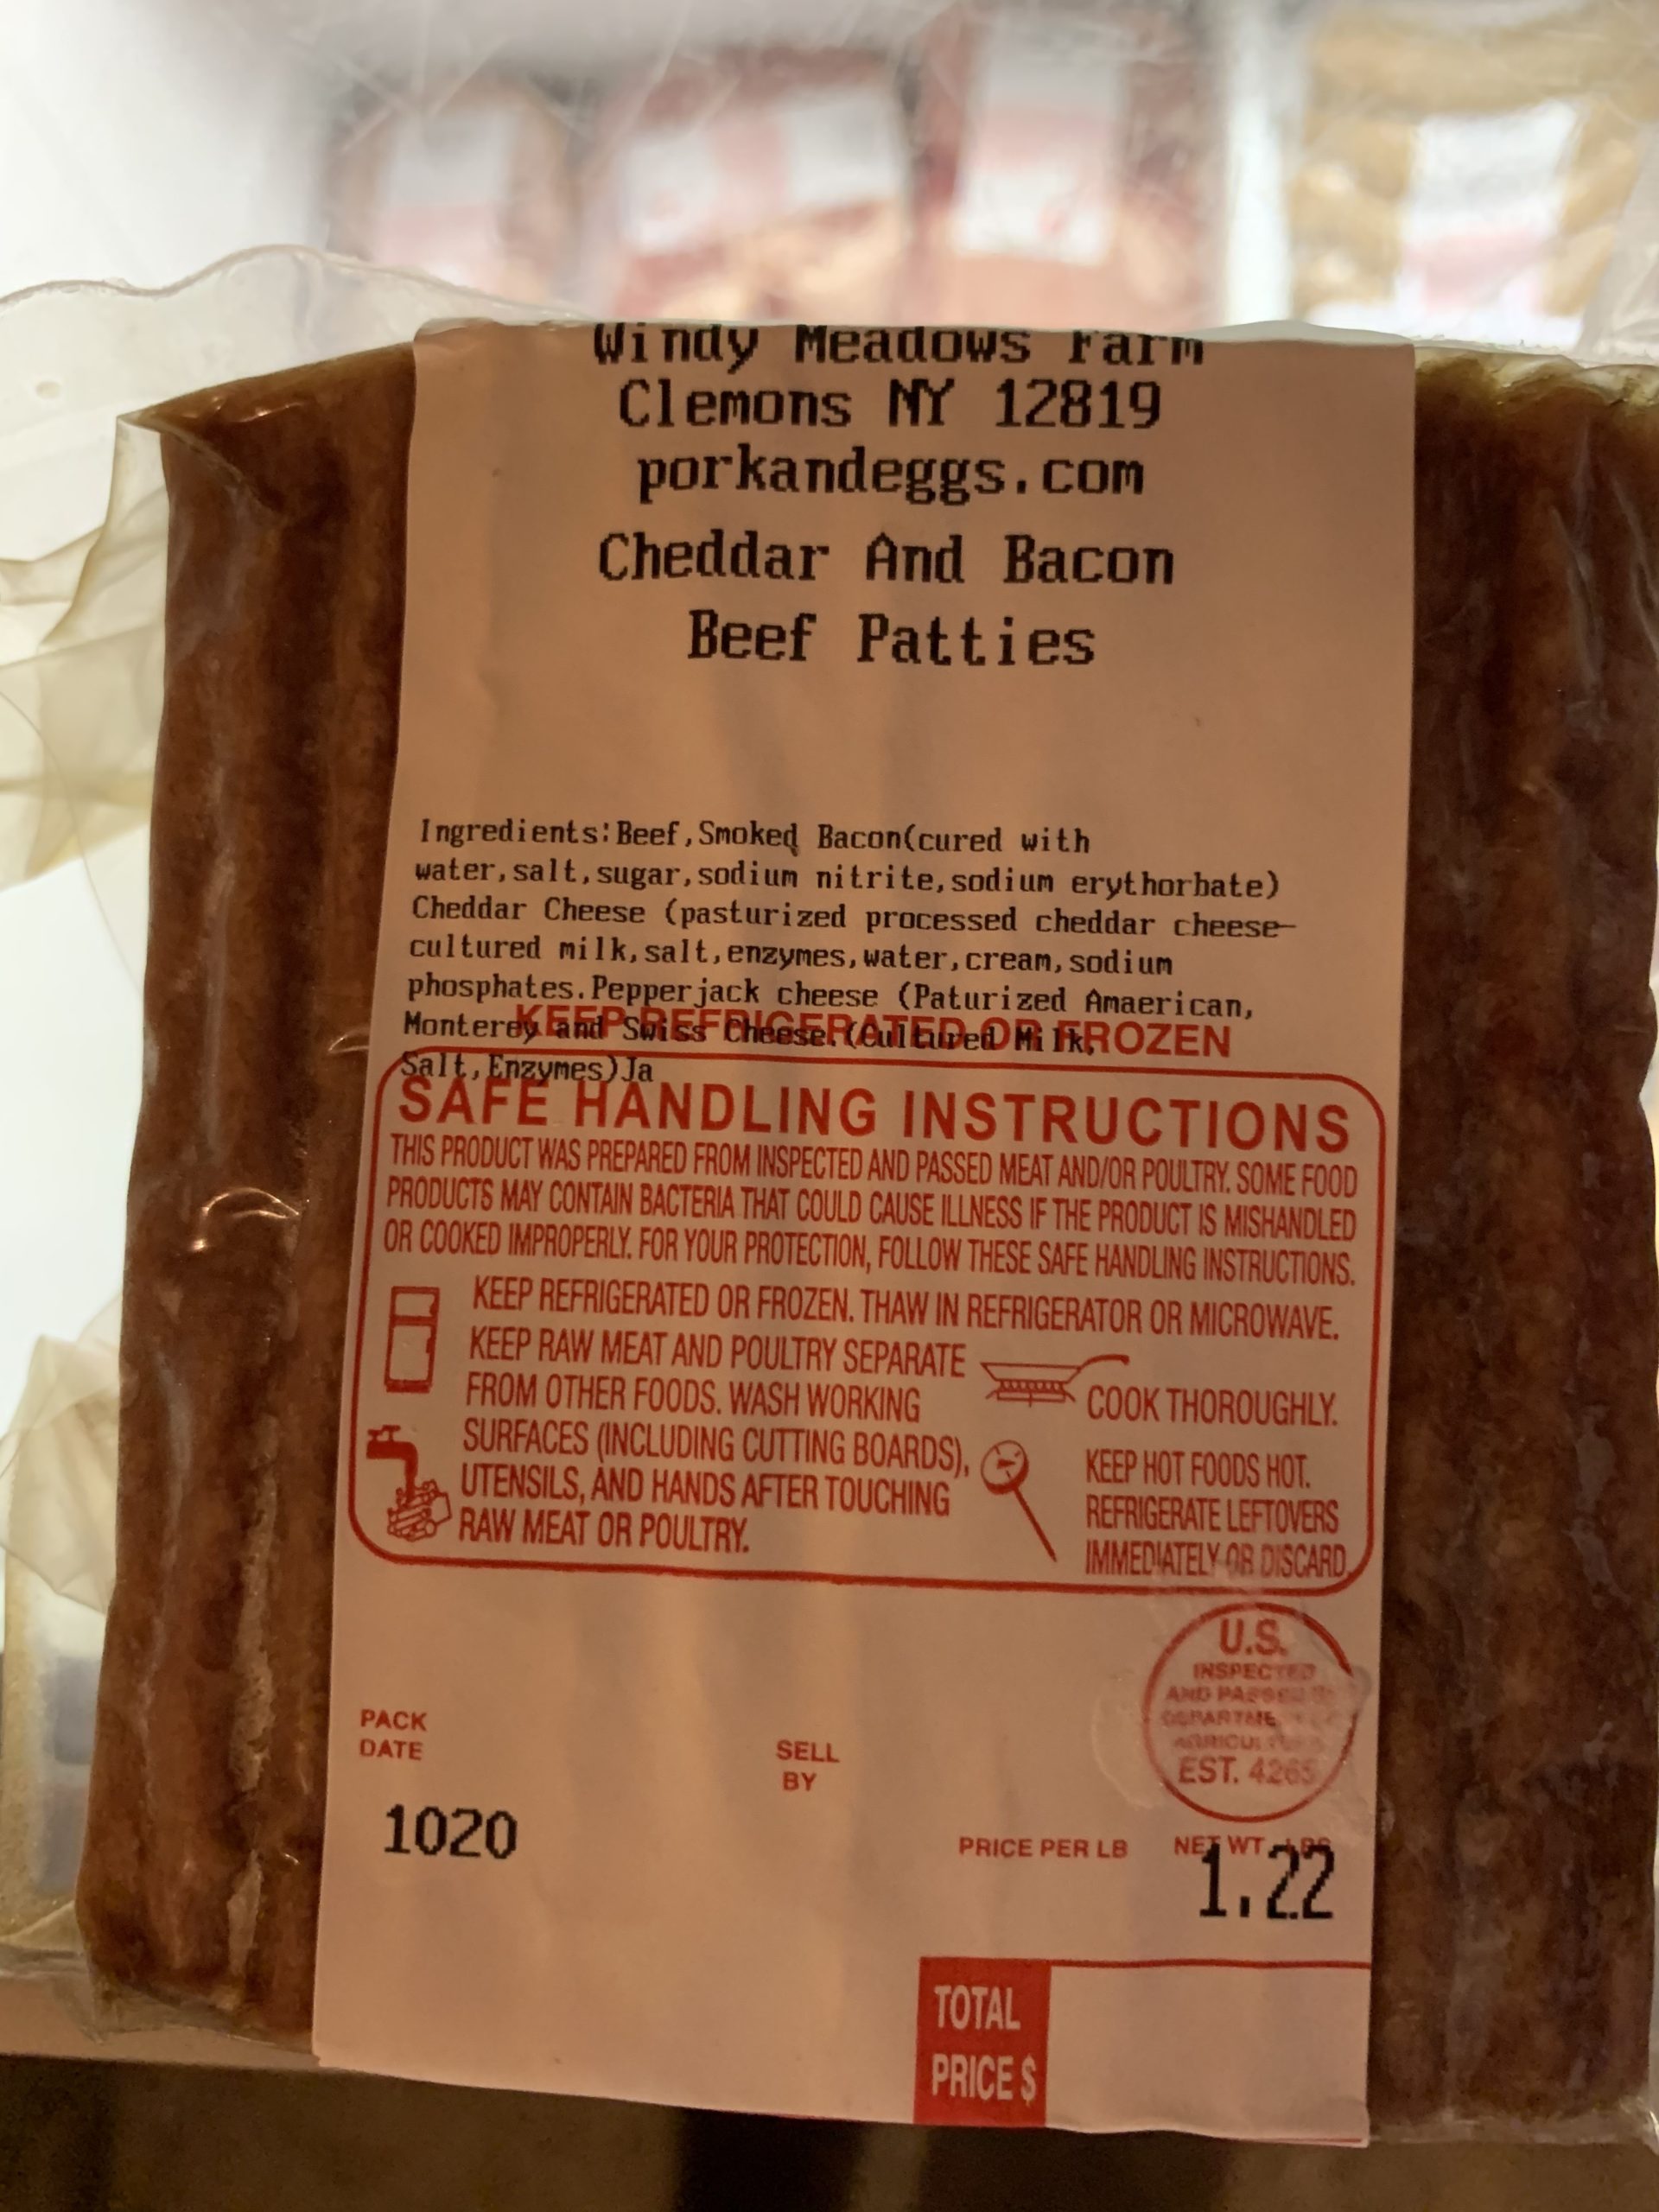 Windy Meadows Farm
Clemons NY 12819
porkandeggs.com
Cheddar And Bacon
Beef Patties
Ingredients:Beef,Smoked Bacon(cured with
water,salt,sugar,sodium nitrite,sodium erythorbate)
Cheddar Cheese (pasturized processed cheddar cheese-
cultured milk,salt,enzymes,water,cream,sodium
phosphates.Pepperjack cheese (Paturized Amaerican,
Monterey and Swiss Cheese.(Cultured Milk,
KEEP REFRIGERATED OR FROZEN
Salt,Enzymes)Ja
SAFE HANDLING INSTRUCTIONS
THIS PRODUCT WAS PREPARED FROM INSPECTED AND PASSED MEAT AND/OR POULTRY. SOME FOOD
PRODUCTS MAY CONTAIN BACTERIA THAT COULD CAUSE ILLNESS IF THE PRODUCT IS MISHANDLED
OR COOKED IMPROPERLY. FOR YOUR PROTECTION, FOLLOW THESE SAFE HANDLING INSTRUCTIONS.
KEEP REFRIGERATED OR FROZEN. THAW IN REFRIGERATOR OR MICROWAVE.
KEEP RAW MEAT AND POULTRY SEPARATE
FROM OTHER FOODS. WASH WORKING
SURFACES (INCLUDING CUTTING BOARDS),
UTENSILS, AND HANDS AFTER TOUCHING
RAW MEAT OR POULTRY.
COOK THOROUGHLY.
KEEP HOT FOODS HOT.
REFRIGERATE LEFTOVERS
IMMEDIATELY OR DISCARD.
U.S.
INSPECTED
AND PASSED BY
DEPARTMENT OF
AGRICULTURE
EST. 4265
PACK
DATE
1020
SELL
BY
PRICE PER LB
NET WT. LBS
1.22
TOTAL
PRICE $